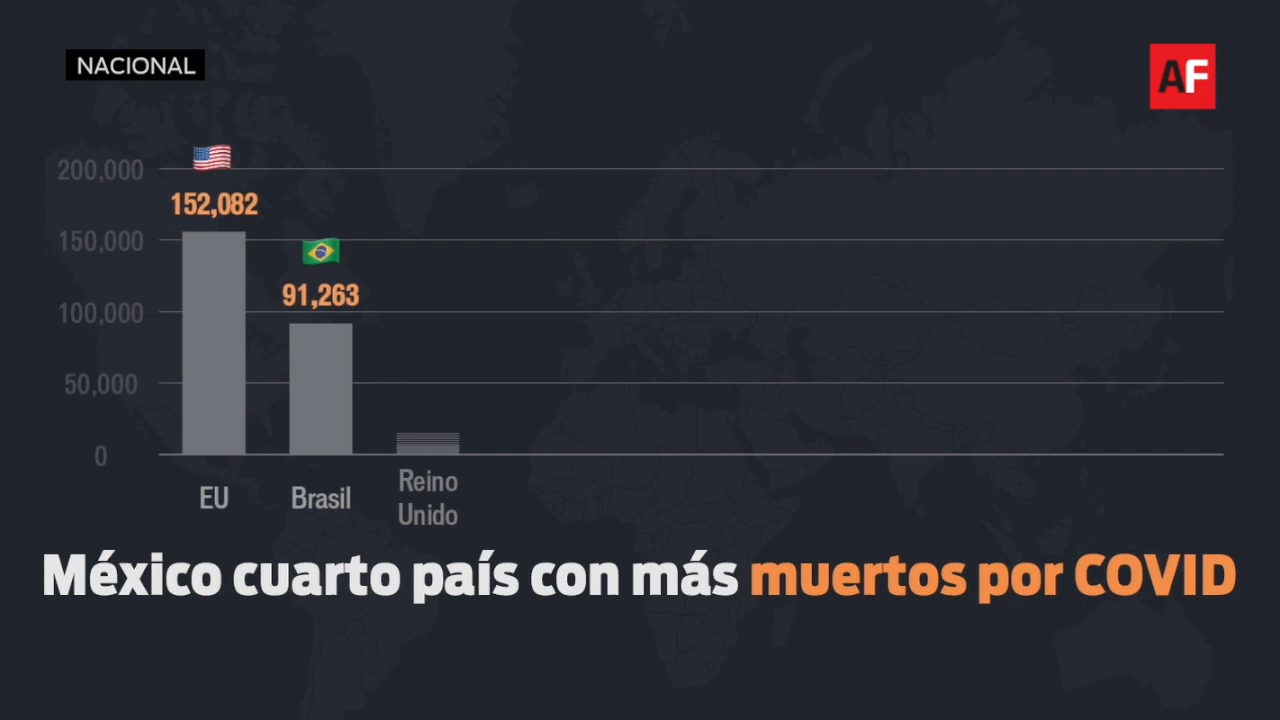 NACIONAL
AF
200,000
152,082
150,000
91,263
100,000
50,000
0
EU
Brasil
Reino
Unido
México cuarto país con más muertos por COVID